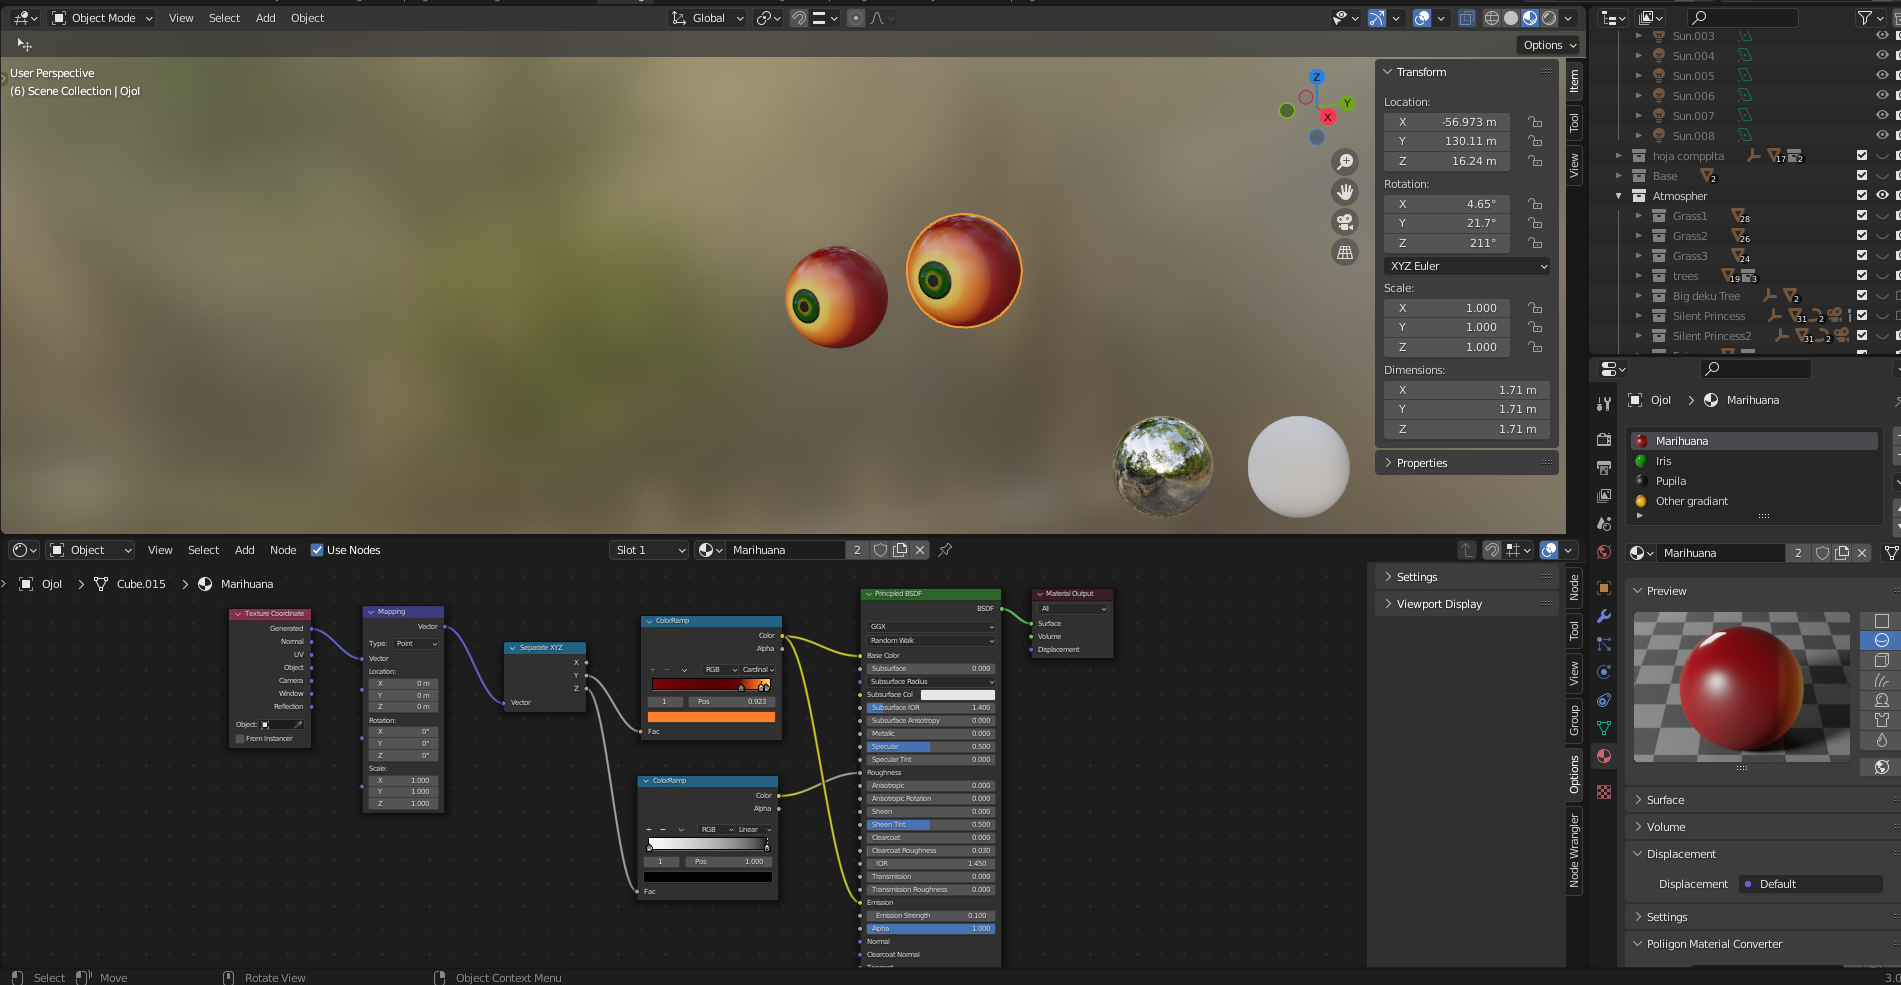 Object Mode
View
Select
Add
Object
Global
Options
User Perspective
(6) Scene Collection | Ojol
Z
Y
X
Transform
Location:
X -56.973 m
Y 130.11 m
Z 16.24 m
Rotation:
X 4.65°
Y 21.7°
Z 211°
XYZ Euler
Scale:
X 1.000
Y 1.000
Z 1.000
Dimensions:
X 1.71 m
Y 1.71 m
Z 1.71 m
Properties
Item
Tool
View
Sun.003
Sun.004
Sun.005
Sun.006
Sun.007
Sun.008
hoja compplta 17 2
Base 2
Atmospher
Grass1 28
Grass2 26
Grass3 24
trees 19 3
Big deku Tree 2
Silent Princess 31 2
Silent Princess2 31 2
Ojol > Marihuana
Marihuana
Iris
Pupila
Other gradiant
Marihuana 2
Preview
Surface
Volume
Displacement
Displacement Default
Settings
Poliigon Material Converter
Object
View
Select
Add
Node
Use Nodes
Slot 1
Marihuana 2
Ojol > Cube.015 > Marihuana
Texture Coordinate
Generated
Normal
UV
Object
Camera
Window
Reflection
Object:
From Instancer
Mapping
Vector
Type: Point
Vector
Location:
X 0 m
Y 0 m
Z 0 m
Rotation:
X 0°
Y 0°
Z 0°
Scale:
X 1.000
Y 1.000
Z 1.000
Separate XYZ
X
Y
Z
Vector
ColorRamp
Color
Alpha
RGB Cardinal
1 Pos 0.923
Fac
ColorRamp
Color
Alpha
RGB Linear
1 Pos 1.000
Fac
Principled BSDF
BSDF
GGX
Random Walk
Base Color
Subsurface 0.000
Subsurface Radius
Subsurface Col
Subsurface IOR 1.400
Subsurface Anisotropy 0.000
Metallic 0.000
Specular 0.500
Specular Tint 0.000
Roughness
Anisotropic 0.000
Anisotropic Rotation 0.000
Sheen 0.000
Sheen Tint 0.500
Clearcoat 0.000
Clearcoat Roughness 0.030
IOR 1.450
Transmission 0.000
Transmission Roughness 0.000
Emission
Emission Strength 0.100
Alpha 1.000
Normal
Clearcoat Normal
Material Output
All
Surface
Volume
Displacement
Settings
Viewport Display
Node
Tool
View
Group
Options
Node Wrangler
Select
Move
Rotate View
Object Context Menu
3.0